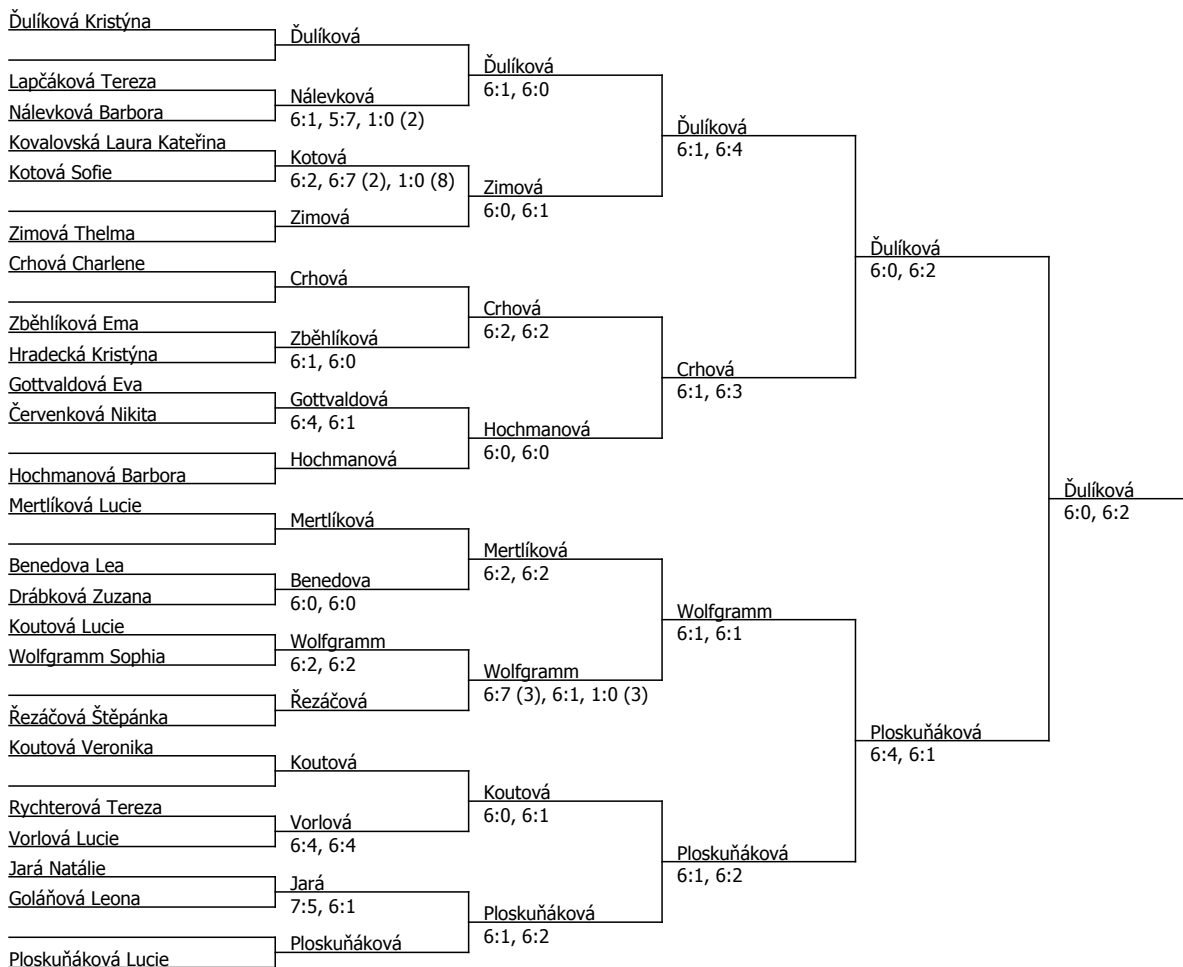 Ďulíková Kristýna
Lapčáková Tereza
Nálevková Barbora
Kovalovská Laura Kateřina
Kotová Sofie
Zimová Thelma
Crhová Charlene
Zběhlíková Ema
Hradecká Kristýna
Gottvaldová Eva
Červenková Nikita
Hochmanová Barbora
Mertlíková Lucie
Benedova Lea
Drábková Zuzana
Koutová Lucie
Wolfgramm Sophia
Řezáčová Štěpánka
Koutová Veronika
Rychterová Tereza
Vorlová Lucie
Jará Natálie
Goláňová Leona
Ploskuňáková Lucie
Ďulíková
Nálevková
6:1, 5:7, 1:0 (2)
Kotová
6:2, 6:7 (2), 1:0 (8)
Zimová
Crhová
Zběhlíková
6:1, 6:0
Gottvaldová
6:4, 6:1
Hochmanová
Mertlíková
Benedova
6:0, 6:0
Wolfgramm
6:2, 6:2
Řezáčová
Koutová
Vorlová
6:4, 6:4
Jará
7:5, 6:1
Ploskuňáková
Ďulíková
6:1, 6:0
Zimová
6:0, 6:1
Crhová
6:2, 6:2
Hochmanová
6:0, 6:0
Mertlíková
6:2, 6:2
Wolfgramm
6:7 (3), 6:1, 1:0 (3)
Koutová
6:0, 6:1
Ploskuňáková
6:1, 6:2
Ďulíková
6:1, 6:4
Crhová
6:1, 6:3
Wolfgramm
6:1, 6:1
Ploskuňáková
6:1, 6:2
Ďulíková
6:0, 6:2
Ploskuňáková
6:4, 6:1
Ďulíková
6:0, 6:2